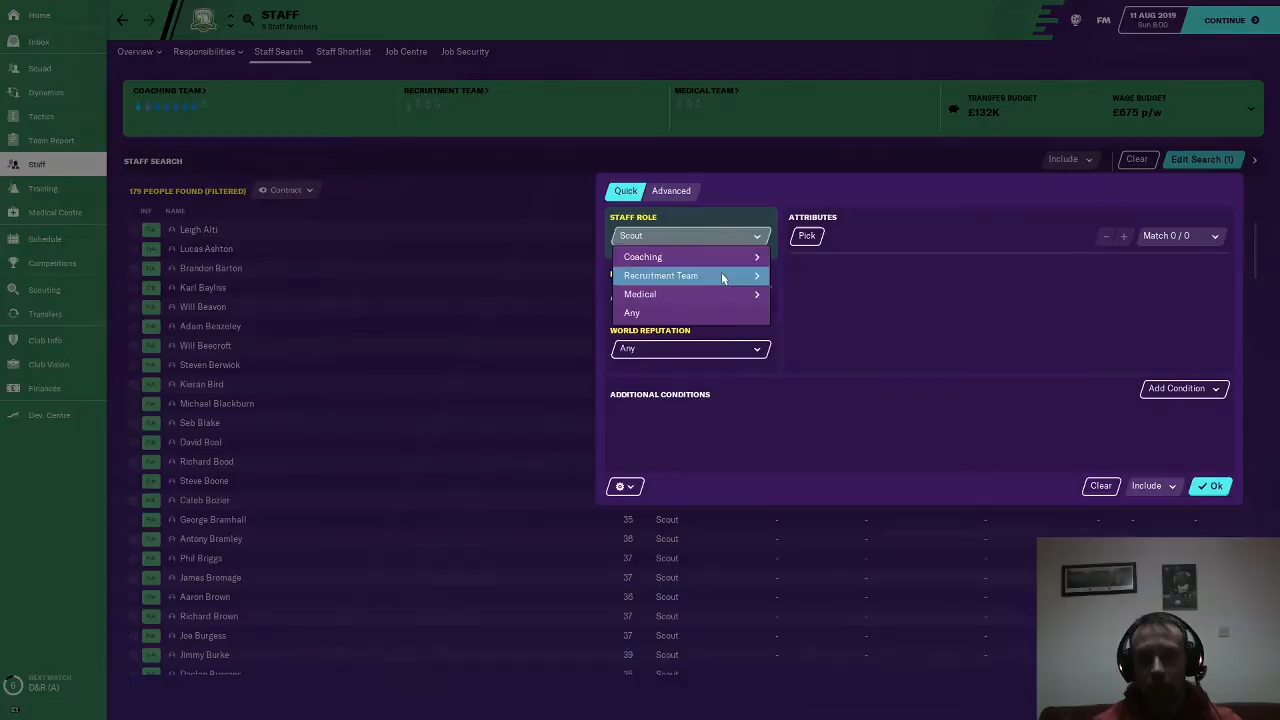 Home
STAFF
5 Staff Members
FM
11 AUG 2019
Sun 8:00
CONTINUE
Inbox
Squad
Dynamics
Tactics
Team Report
Staff
Training
Medical Centre
Schedule
Competitions
Scouting
Transfers
Club Info
Club Vision
Finances
Dev. Centre
NEXT MATCH
6
D&R (A)
Overview
Responsibilities
Staff Search
Staff Shortlist
Job Centre
Job Security
COACHING TEAM
RECRUITMENT TEAM
MEDICAL TEAM
TRANSFER BUDGET
£132K
WAGE BUDGET
£675 p/w
STAFF SEARCH
Include
Clear
Edit Search (1)
179 PEOPLE FOUND (FILTERED)
Contract
INF NAME
Leigh Alti
Lucas Ashton
Brandon Barton
Karl Bayliss
Will Beavon
Adam Beazeley
Will Beecroft
Steven Berwick
Kieran Bird
Michael Blackburn
Seb Blake
David Boal
Richard Bood
Steve Boone
Caleb Bozier
George Bramhall 35 Scout - - - - - -
Antony Bramley 36 Scout - - - - - -
Phil Briggs 37 Scout - - -
James Bromage 37 Scout - - -
Aaron Brown 36 Scout - - -
Richard Brown 37 Scout - - -
Joe Burgess 37 Scout - - -
Jimmy Burke 39 Scout - - -
Quick
Advanced
STAFF ROLE
Scout
Coaching
Recruitment Team
Medical
Any
WORLD REPUTATION
Any
ATTRIBUTES
Pick
- +
Match 0 / 0
ADDITIONAL CONDITIONS
Add Condition
Clear
Include
Ok